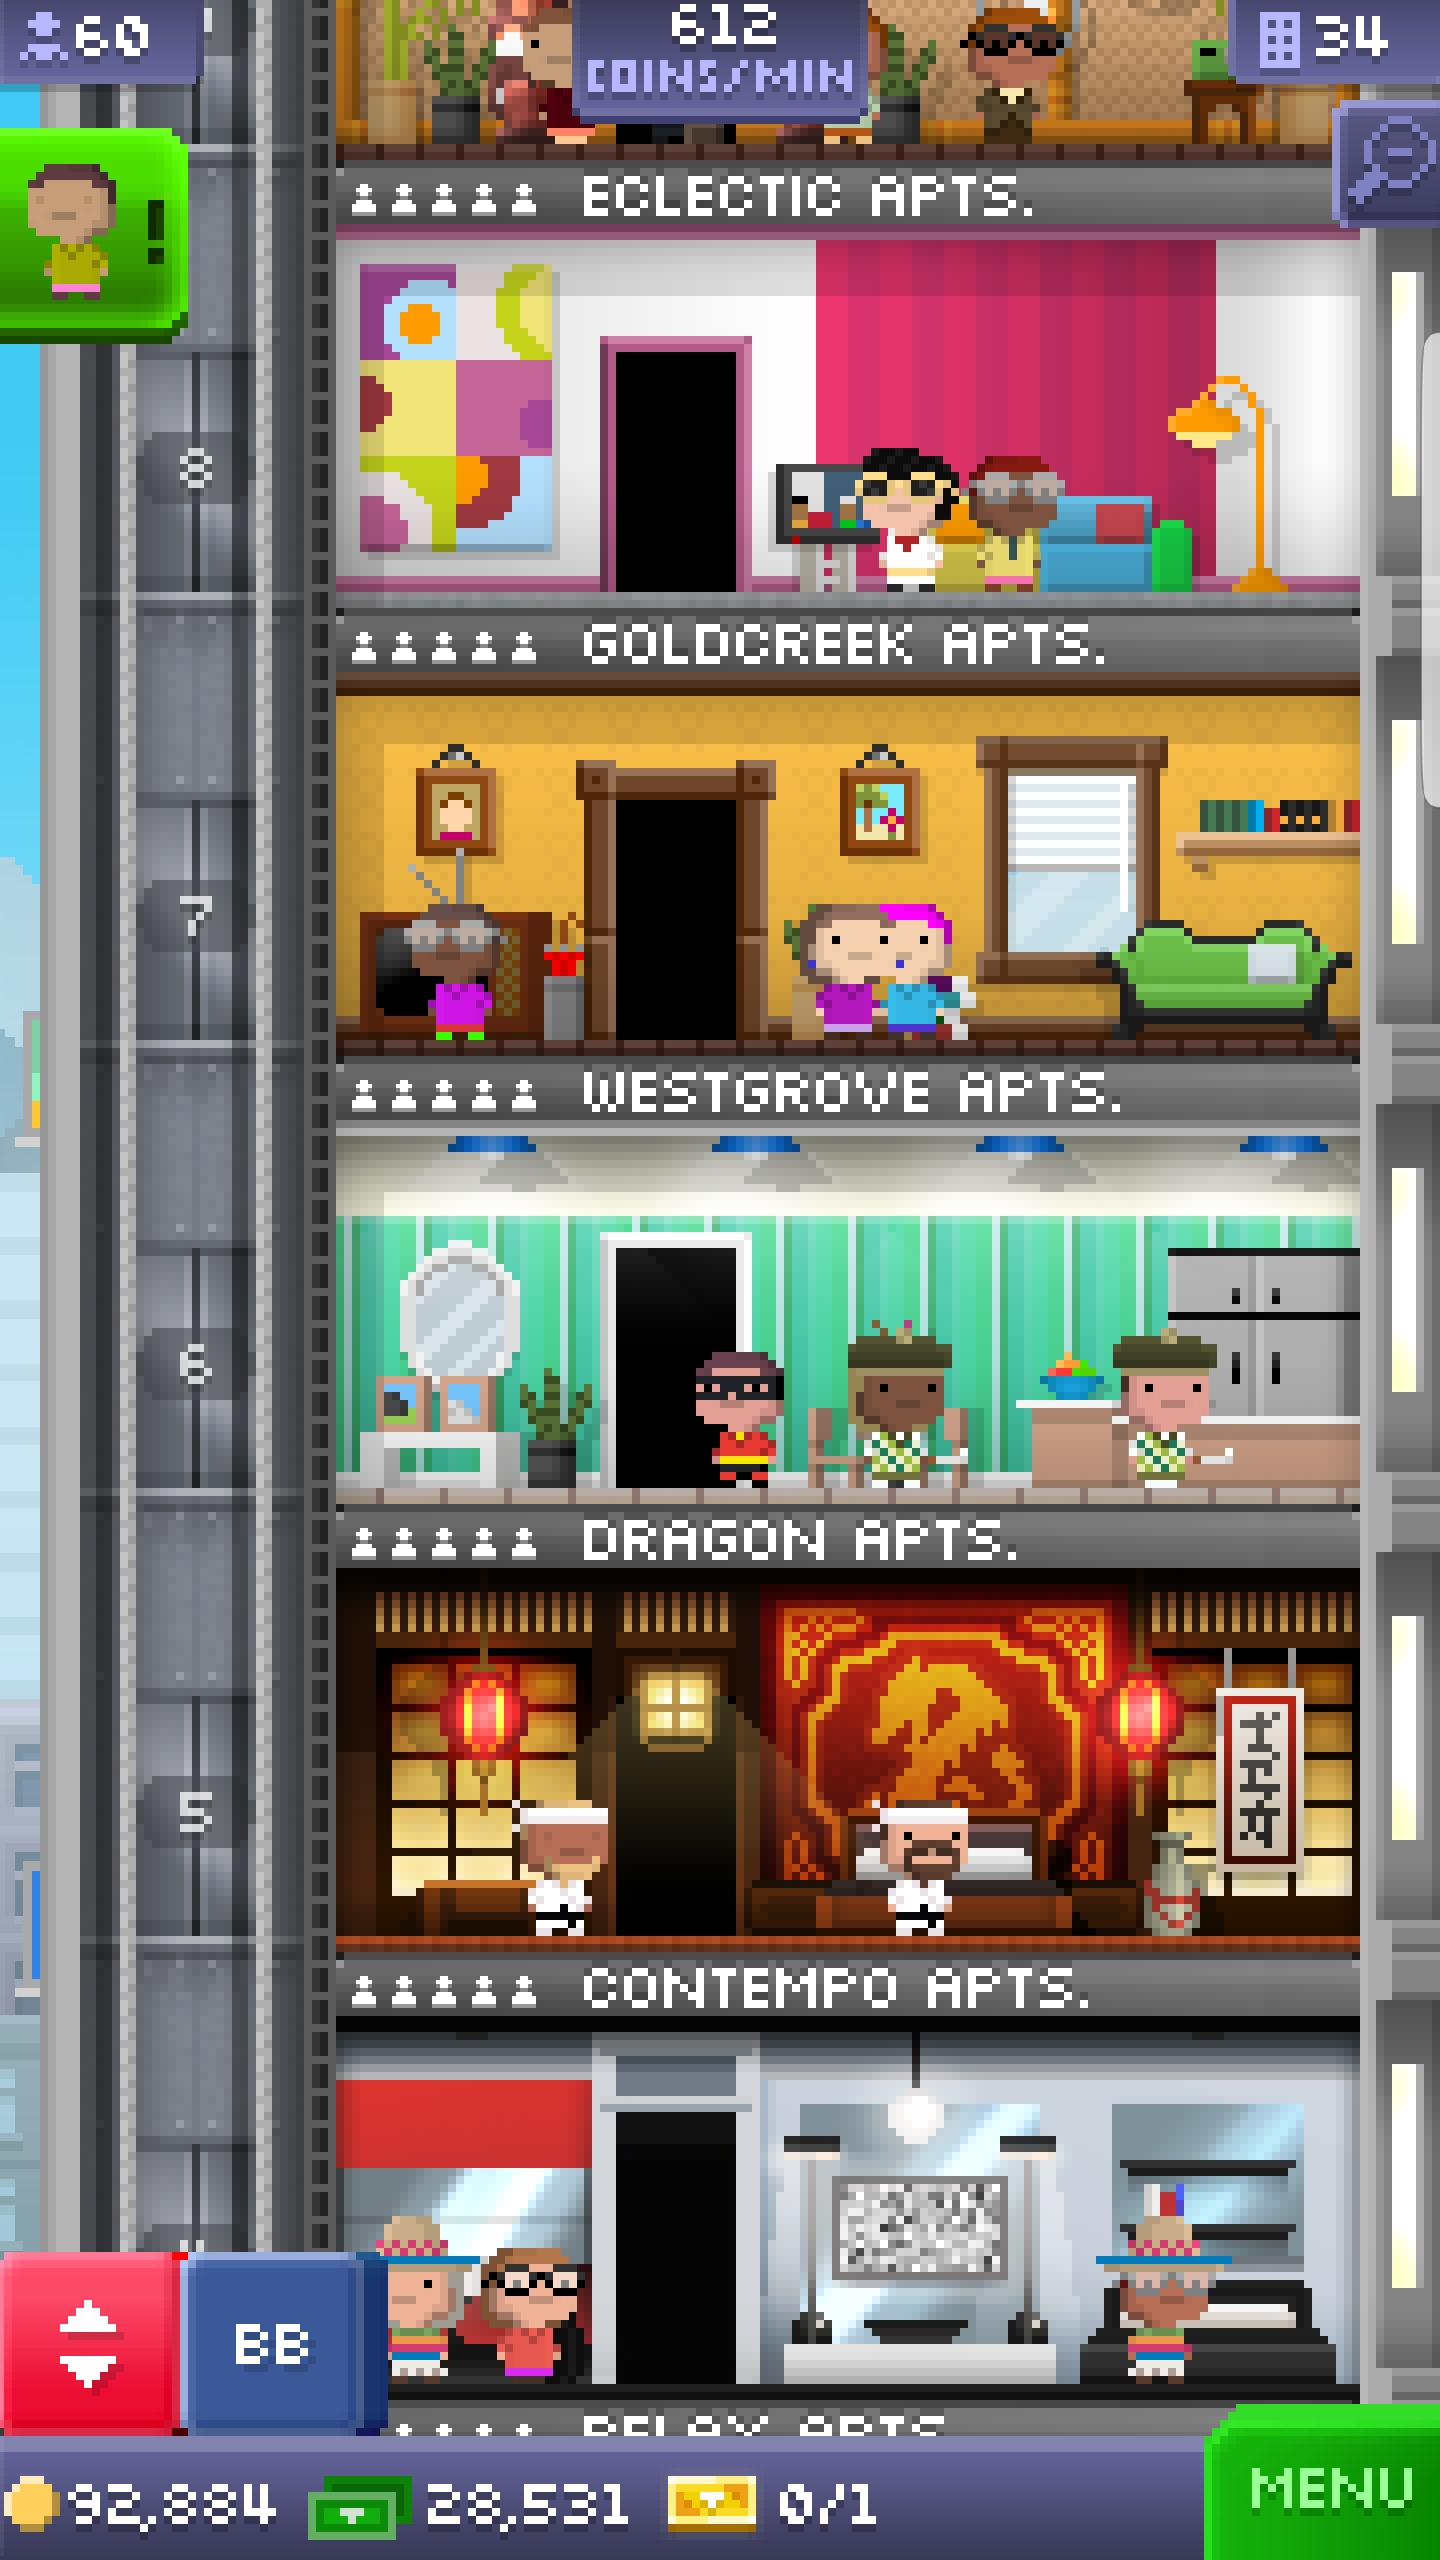 60
612
COINS/MIN
34
!
ECLECTIC APTS.
8
GOLDCREEK APTS.
7
WESTGROVE APTS.
6
DRAGON APTS.
5
CONTEMPO APTS.
BB
92,884
28,531
0/1
MENU